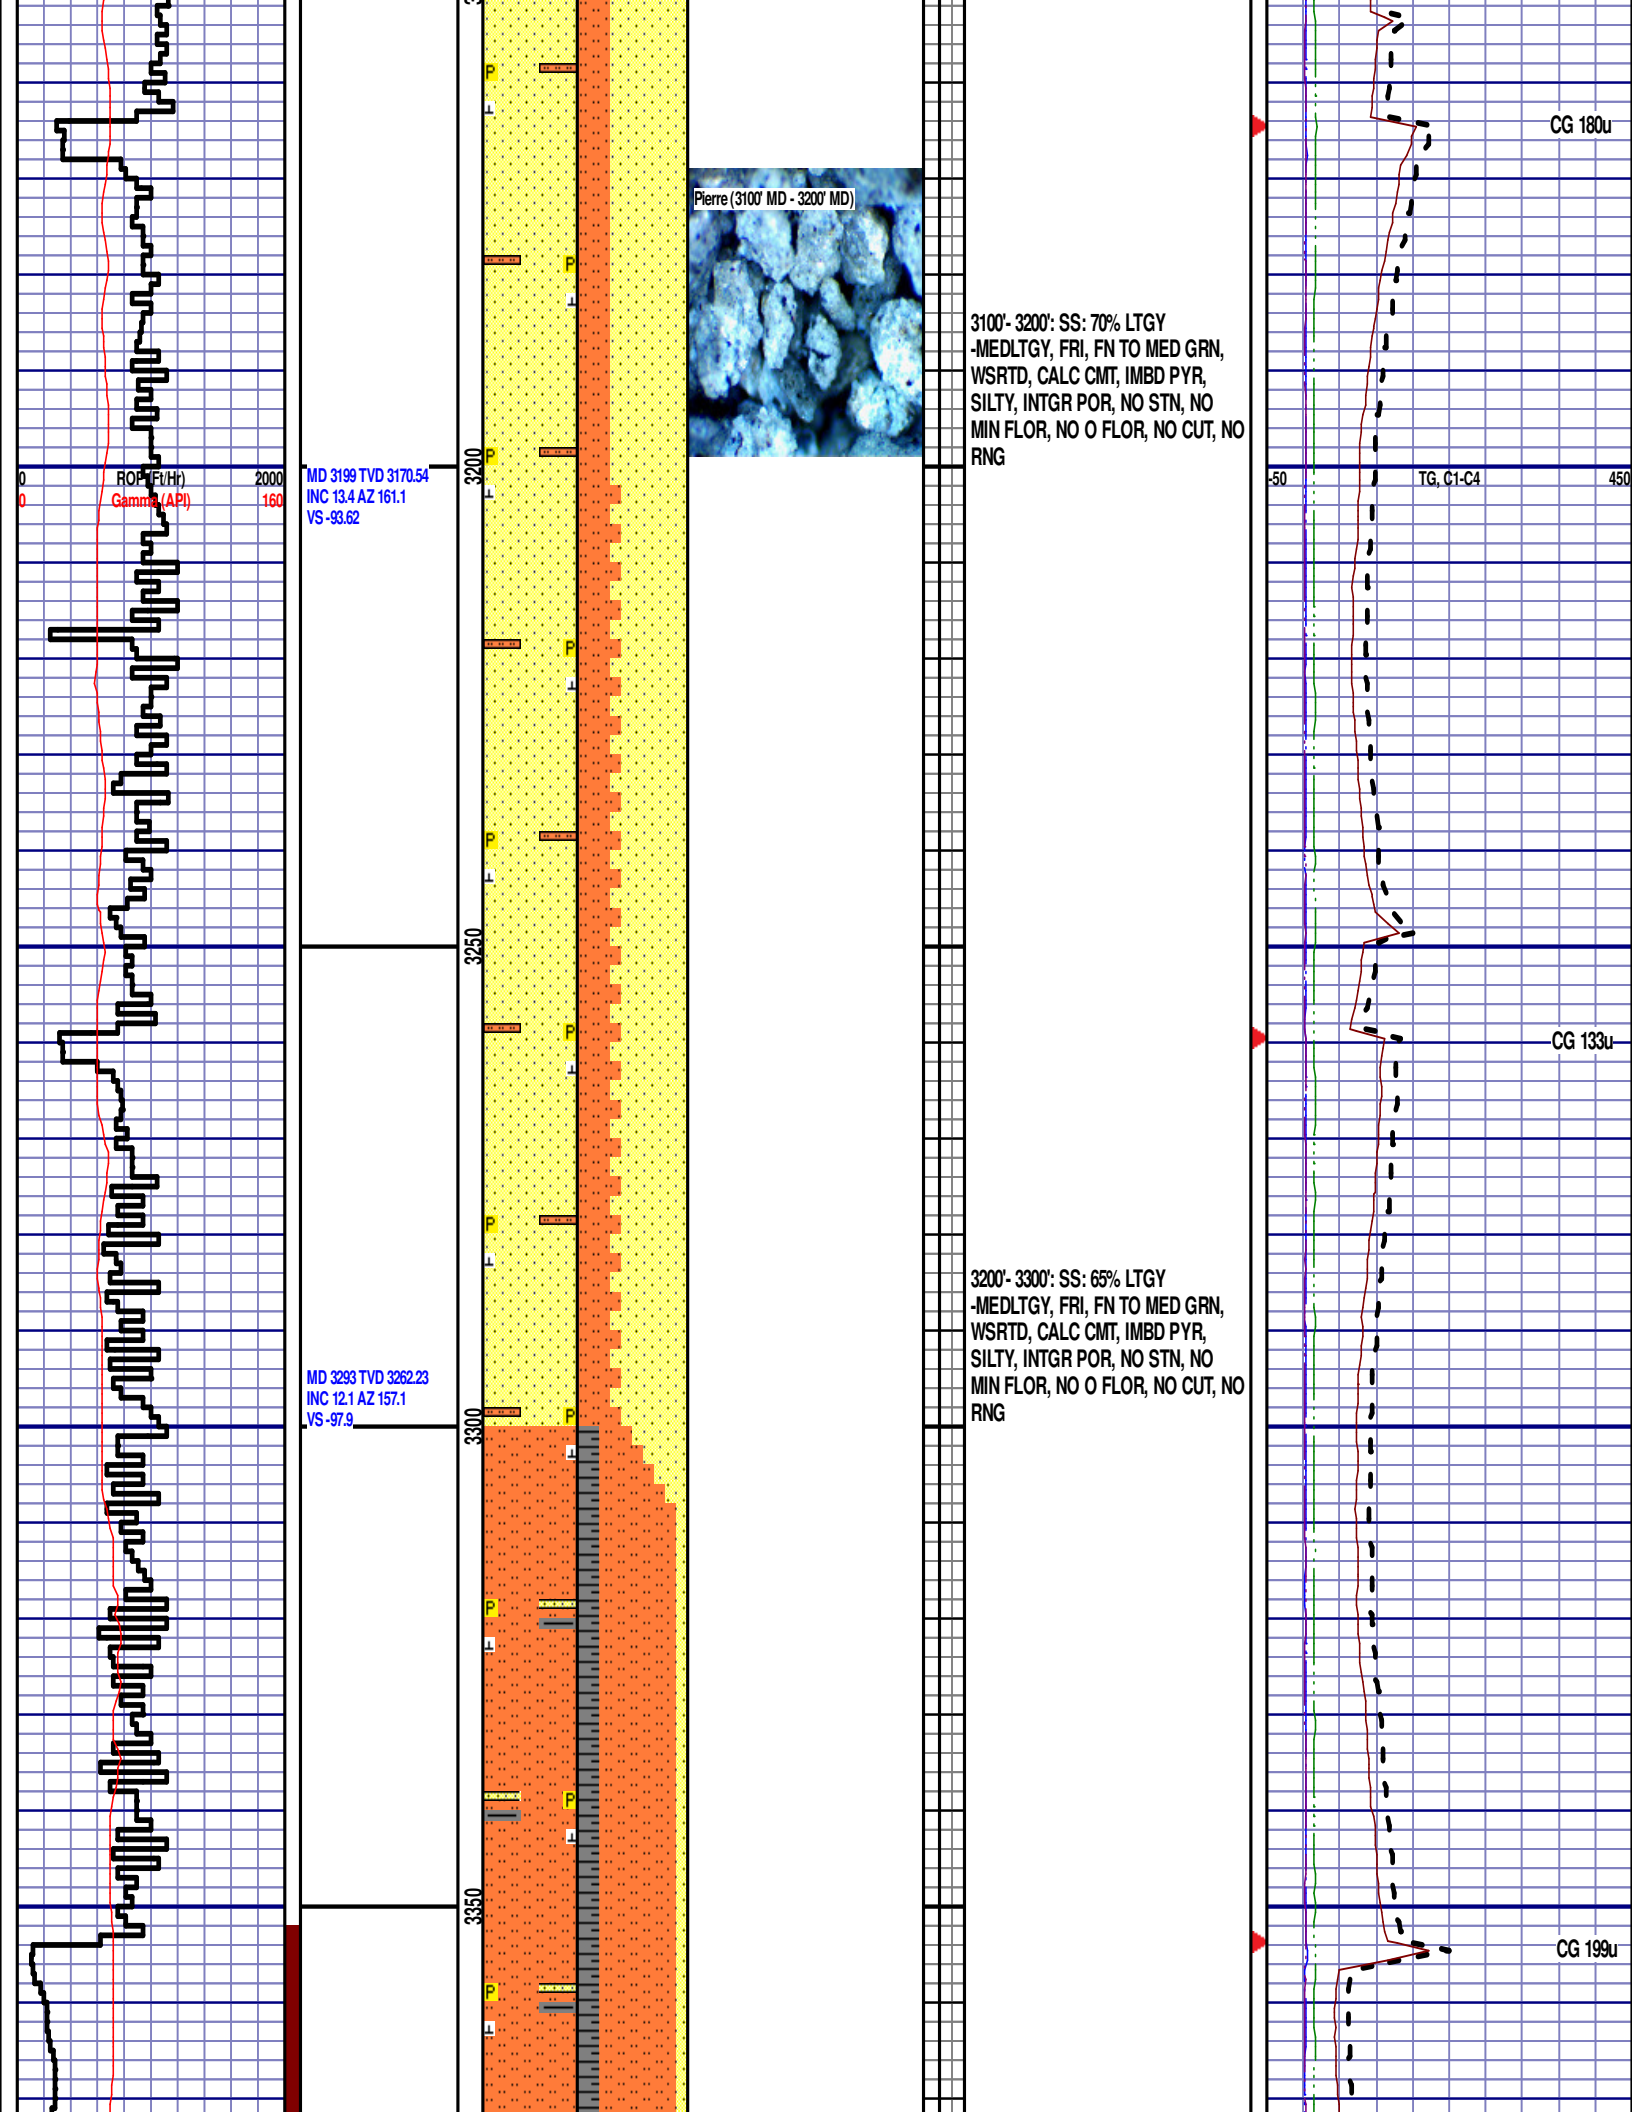 CG 180u
Pierre (3100' MD - 3200' MD)
3100'- 3200': SS: 70% LTGY
-MEDLTGY, FRI, FN TO MED GRN,
WSRTD, CALC CMT, IMBD PYR,
SILTY, INTGR POR, NO STN, NO
MIN FLOR, NO O FLOR, NO CUT, NO
RNG
0 ROP (Ft/Hr) 2000
0 Gamma (API) 160
MD 3199 TVD 3170.54
INC 13.4 AZ 161.1
VS -93.62
3200
-50 TG, C1-C4 450
3250
CG 133u
3200'- 3300': SS: 65% LTGY
-MEDLTGY, FRI, FN TO MED GRN,
WSRTD, CALC CMT, IMBD PYR,
SILTY, INTGR POR, NO STN, NO
MIN FLOR, NO O FLOR, NO CUT, NO
RNG
MD 3293 TVD 3262.23
INC 12.1 AZ 157.1
VS -97.9
3300
3350
CG 199u
P
P
P
P
P
P
P
P
P
P
P